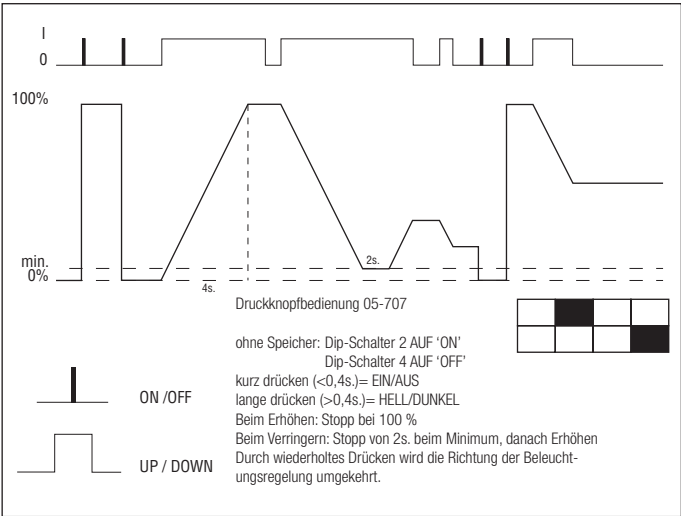 I
0
100%
min.
0%
2s.
4s.
Druckknopfbedienung 05-707
ohne Speicher: Dip-Schalter 2 AUF ‘ON’
Dip-Schalter 4 AUF ‘OFF’
kurz drücken (<0,4s.)= EIN/AUS
lange drücken (>0,4s.)= HELL/DUNKEL
Beim Erhöhen: Stopp bei 100 %
Beim Verringern: Stopp von 2s. beim Minimum, danach Erhöhen
Durch wiederholtes Drücken wird die Richtung der Beleucht-
ungsregelung umgekehrt.
ON /OFF
UP / DOWN